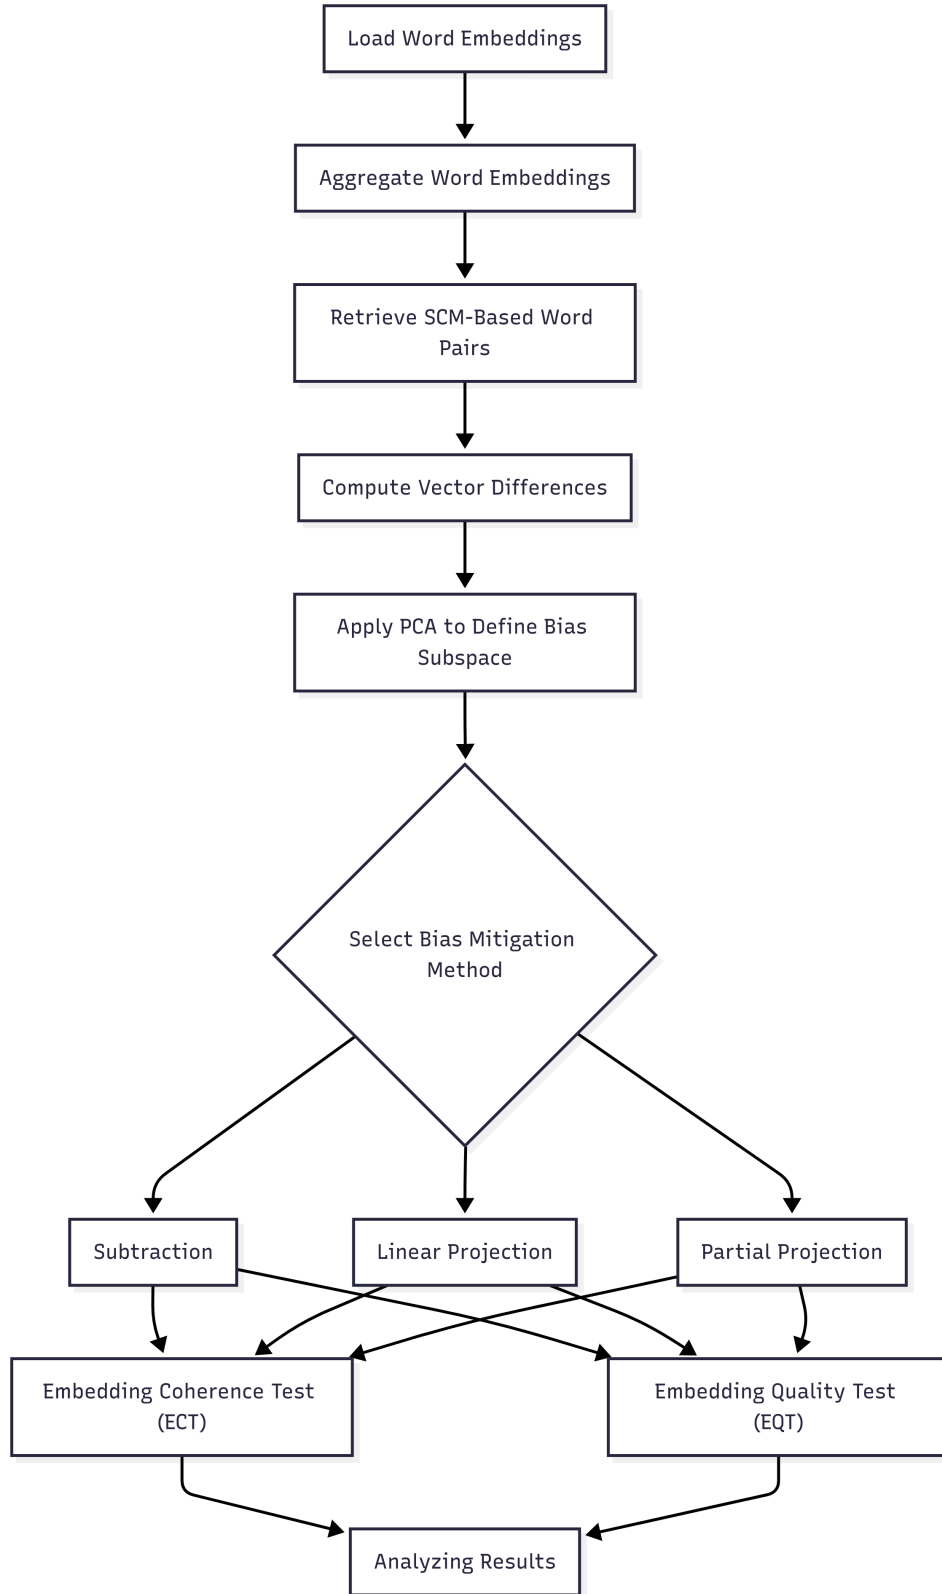 Load Word Embeddings
Aggregate Word Embeddings
Retrieve SCM-Based Word
Pairs
Compute Vector Differences
Apply PCA to Define Bias
Subspace
Select Bias Mitigation
Method
Subtraction
Linear Projection
Partial Projection
Embedding Coherence Test
(ECT)
Embedding Quality Test
(EQT)
Analyzing Results